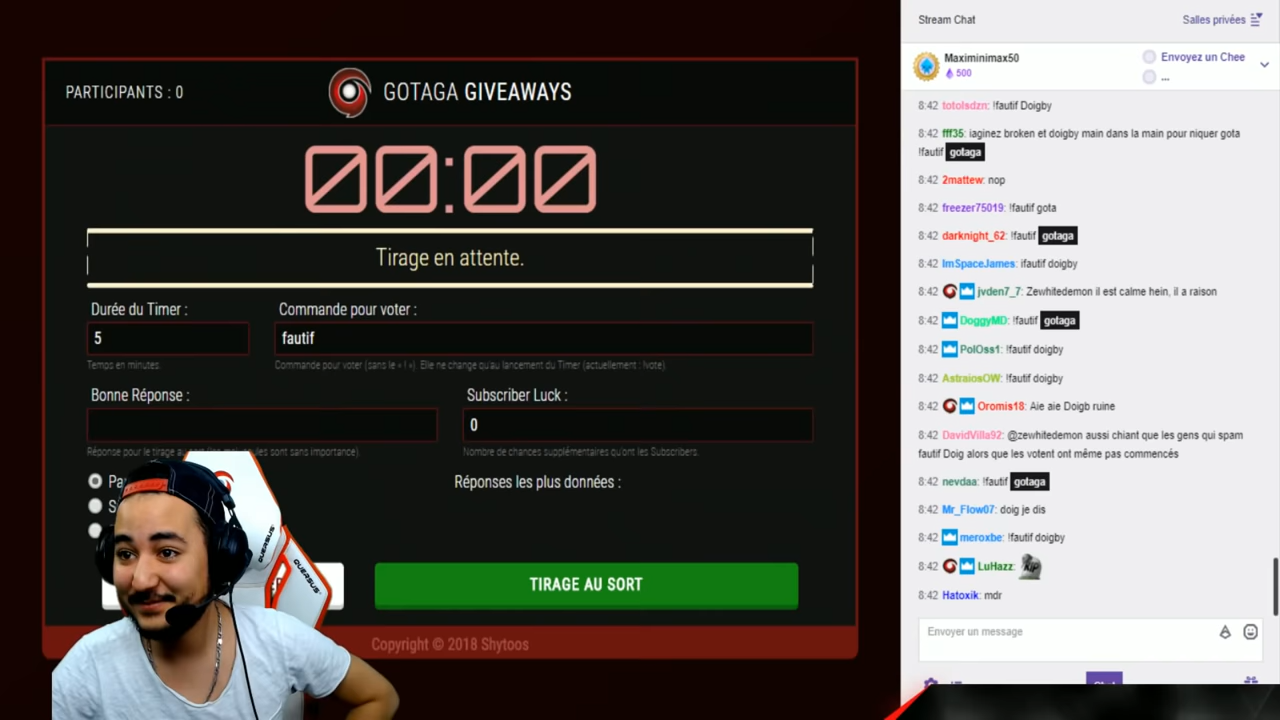 PARTICIPANTS : 0
GOTAGA GIVEAWAYS
00:00
Tirage en attente.
Durée du Timer :
Commande pour voter :
5
fautif
Temps en minutes.
Commande pour voter (sans le « ! »). Elle ne change qu'au lancement du Timer (actuellement : !vote).
Bonne Réponse :
Subscriber Luck :
0
Nombre de chances supplémentaires qu'ont les Subscribers.
Réponses les plus données :
QUERSUS
QUERSUS
TIRAGE AU SORT
Copyright © 2018 Shytoos
Stream Chat
Salles privées
Maximinimax50
500
Envoyez un Chee
...
8:42 totolsdzn: !fautif Doigby
8:42 fff35: iaginez broken et doigby main dans la main pour niquer gota
!fautif gotaga
8:42 2mattew: nop
8:42 freezer75019: !fautif gota
8:42 darknight_62: !fautif gotaga
8:42 ImSpaceJames: ifautif doigby
8:42 jvden7_7: Zewhitedemon il est calme hein, il a raison
8:42 DoggyMD: !fautif gotaga
8:42 PolOss1: !fautif doigby
8:42 AstraiosOW: !fautif doigby
8:42 Oromis18: Aie aie Doigb ruine
8:42 DavidVilla92: @zewhitedemon aussi chiant que les gens qui spam
fautif Doig alors que les votent ont même pas commencés
8:42 nevdaa: !fautif gotaga
8:42 Mr_Flow07: doig je dis
8:42 meroxbe: !fautif doigby
8:42 LuHazz: RIP
8:42 Hatoxik: mdr
Envoyer un message